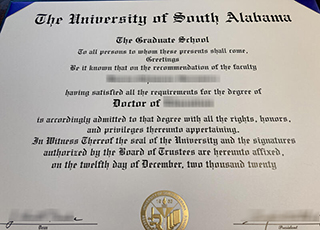 The University of South Alabama
The Graduate School
To all persons to whom these presents shall come,
Greetings
Be it known that on the recommendation of the faculty
having satisfied all the requirements for the degree of
Doctor of
is accordingly admitted to that degree with all the rights, honors,
and privileges thereunto appertaining.
In Witness Thereof the seal of the University and the signatures
authorized by the Board of Trustees are hereunto affixed,
on the twelfth day of December, two thousand twenty
Dean
President